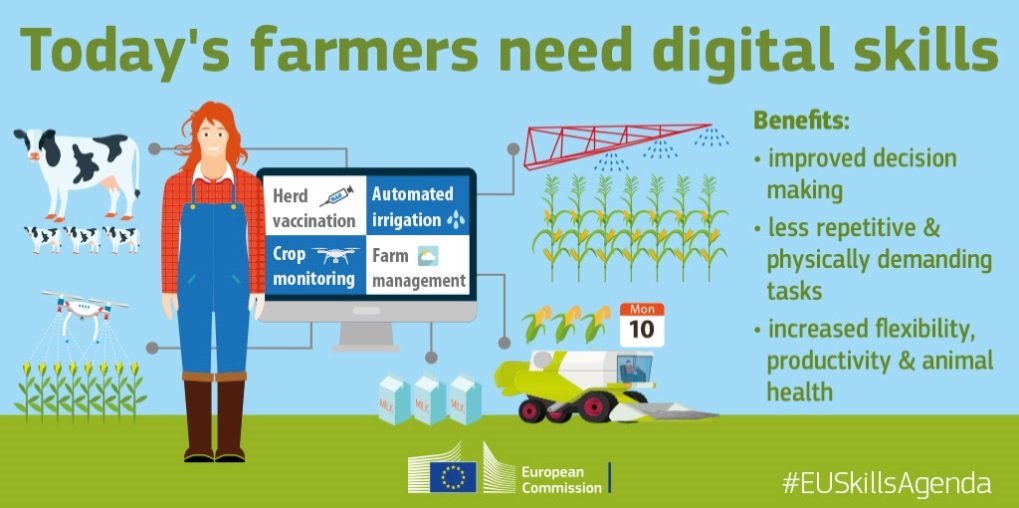 Today's farmers need digital skills
Herd
vaccination
Automated
irrigation
Crop
monitoring
Farm
management
Mon
10
MILK
MILK
MILK
Benefits:
• improved decision
making
• less repetitive &
physically demanding
tasks
• increased flexibility,
productivity & animal
health
European
Commission
#EUSkillsAgenda